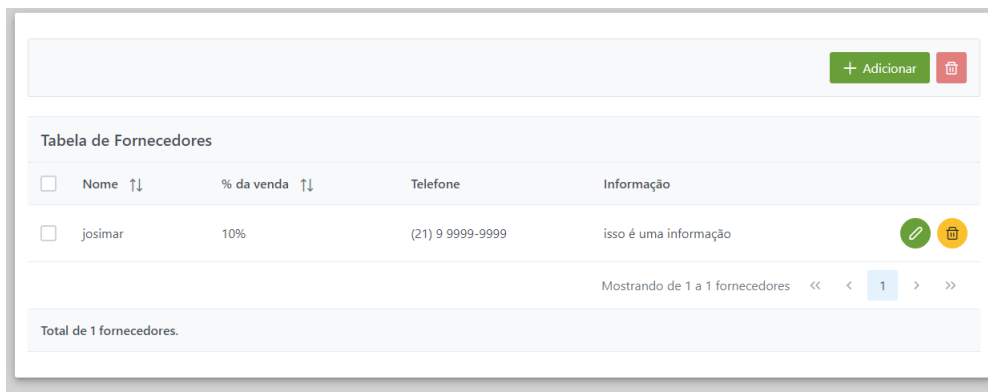 + Adicionar
Tabela de Fornecedores
Nome % da venda Telefone Informação
josimar 10% (21) 9 9999-9999 isso é uma informação
Mostrando de 1 a 1 fornecedores << < 1 > >>
Total de 1 fornecedores.